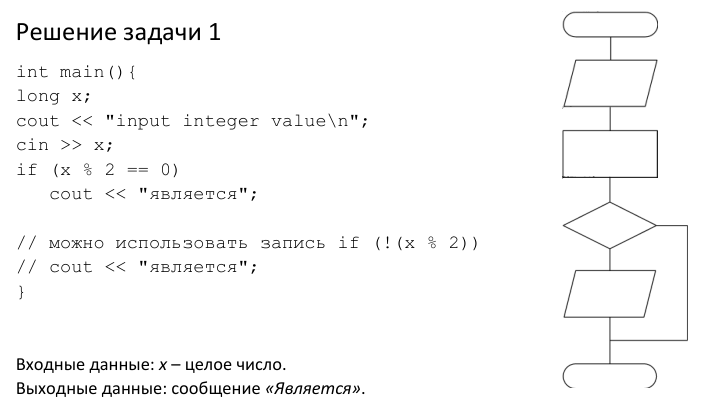 Решение задачи 1
int main(){
long x;
cout << "input integer value\n";
cin >> x;
if (x % 2 == 0)
cout << "является";
// можно использовать запись if (!(x % 2))
// cout << "является";
}
Входные данные: x – целое число.
Выходные данные: сообщение «Является».